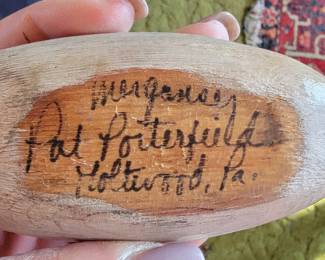 Merganser
Pat Porterfield
Holtwood, Pa.